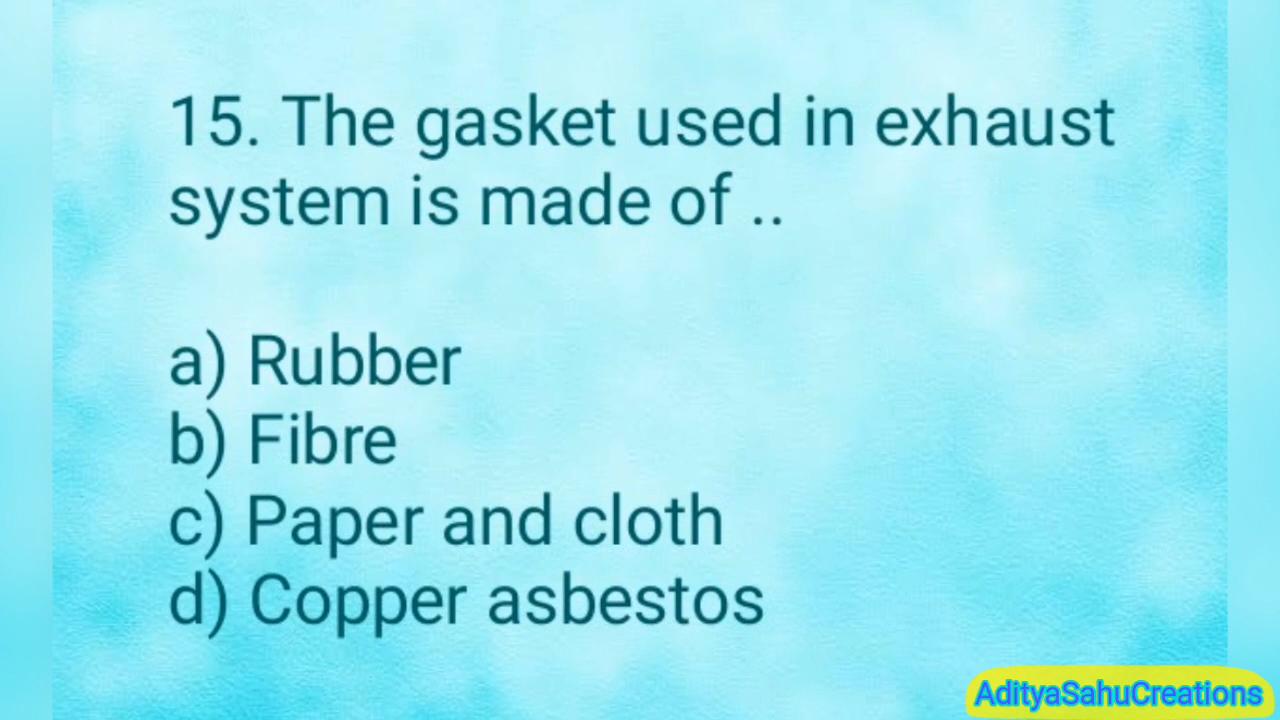 15. The gasket used in exhaust
system is made of ..
a) Rubber
b) Fibre
c) Paper and cloth
d) Copper asbestos
AdityaSahuCreations